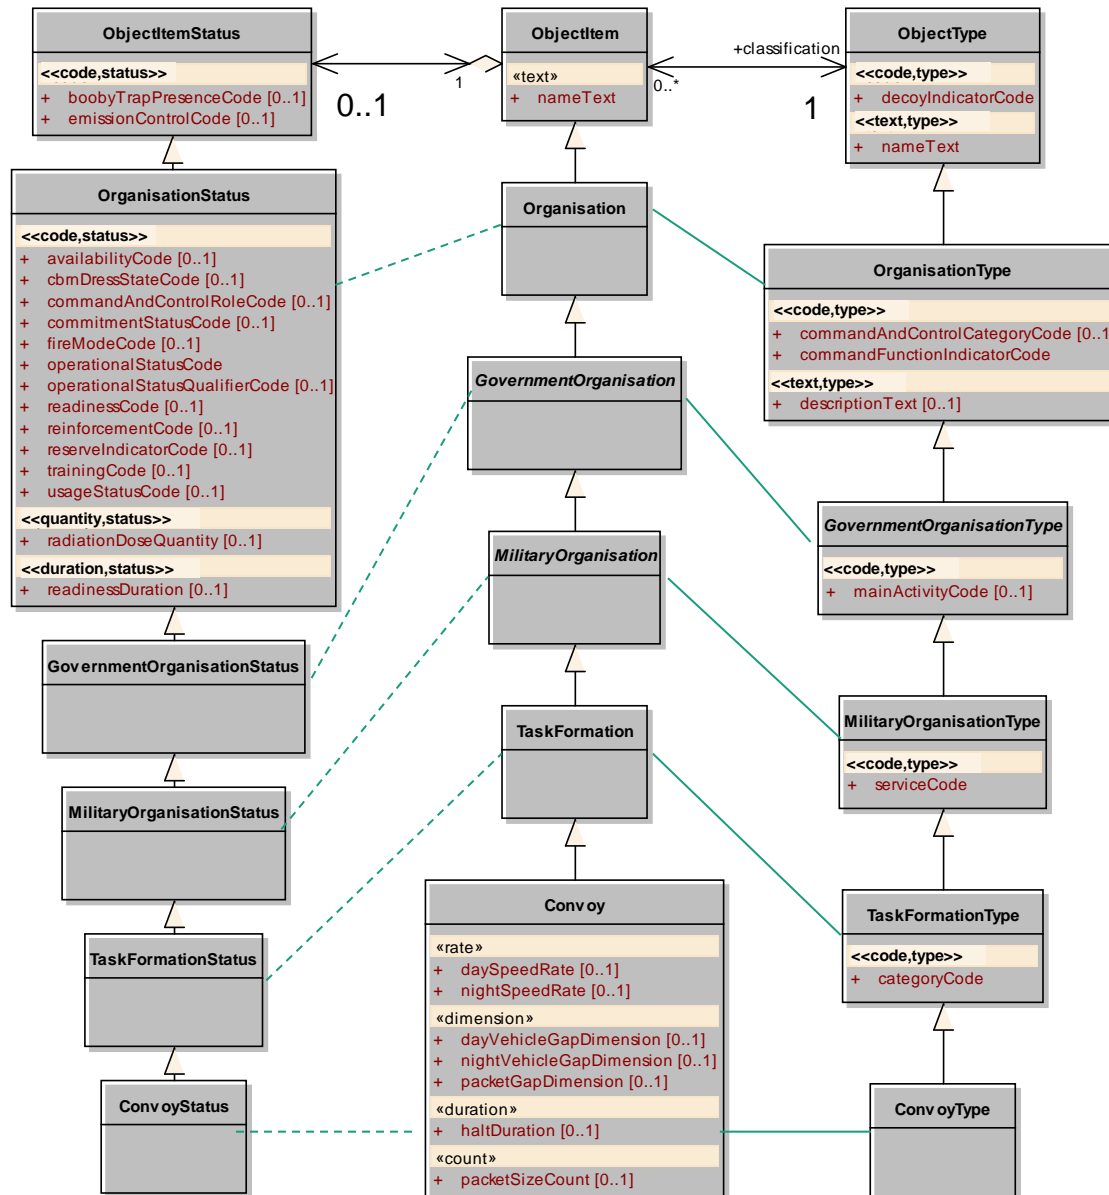 ObjectItemStatus
<<code,status>>
+ boobyTrapPresenceCode [0..1]
+ emissionControlCode [0..1]
0..1
1
ObjectItem
«text»
+ nameText
0..*
+classification
1
ObjectType
<<code,type>>
+ decoyIndicatorCode
<<text,type>>
+ nameText
OrganisationStatus
<<code,status>>
+ availabilityCode [0..1]
+ cbrnDressStateCode [0..1]
+ commandAndControlRoleCode [0..1]
+ commitmentStatusCode [0..1]
+ fireModeCode [0..1]
+ operationalStatusCode
+ operationalStatusQualifierCode [0..1]
+ readinessCode [0..1]
+ reinforcementCode [0..1]
+ reserveIndicatorCode [0..1]
+ trainingCode [0..1]
+ usageStatusCode [0..1]
<<quantity,status>>
+ radiationDoseQuantity [0..1]
<<duration,status>>
+ readinessDuration [0..1]
Organisation
OrganisationType
<<code,type>>
+ commandAndControlCategoryCode [0..1
+ commandFunctionIndicatorCode
<<text,type>>
+ descriptionText [0..1]
GovernmentOrganisation
GovernmentOrganisationType
<<code,type>>
+ mainActivityCode [0..1]
MilitaryOrganisation
GovernmentOrganisationStatus
TaskFormation
MilitaryOrganisationType
<<code,type>>
+ serviceCode
MilitaryOrganisationStatus
Convoy
«rate»
+ daySpeedRate [0..1]
+ nightSpeedRate [0..1]
«dimension»
+ dayVehicleGapDimension [0..1]
+ nightVehicleGapDimension [0..1]
+ packetGapDimension [0..1]
«duration»
+ haltDuration [0..1]
«count»
+ packetSizeCount [0..1]
TaskFormationType
<<code,type>>
+ categoryCode
TaskFormationStatus
ConvoyStatus
ConvoyType